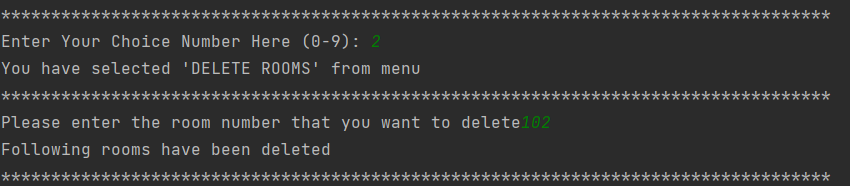 ***********************************************************************************
Enter Your Choice Number Here (0-9): 2
You have selected 'DELETE ROOMS' from menu
***********************************************************************************
Please enter the room number that you want to delete102
Following rooms have been deleted
***********************************************************************************